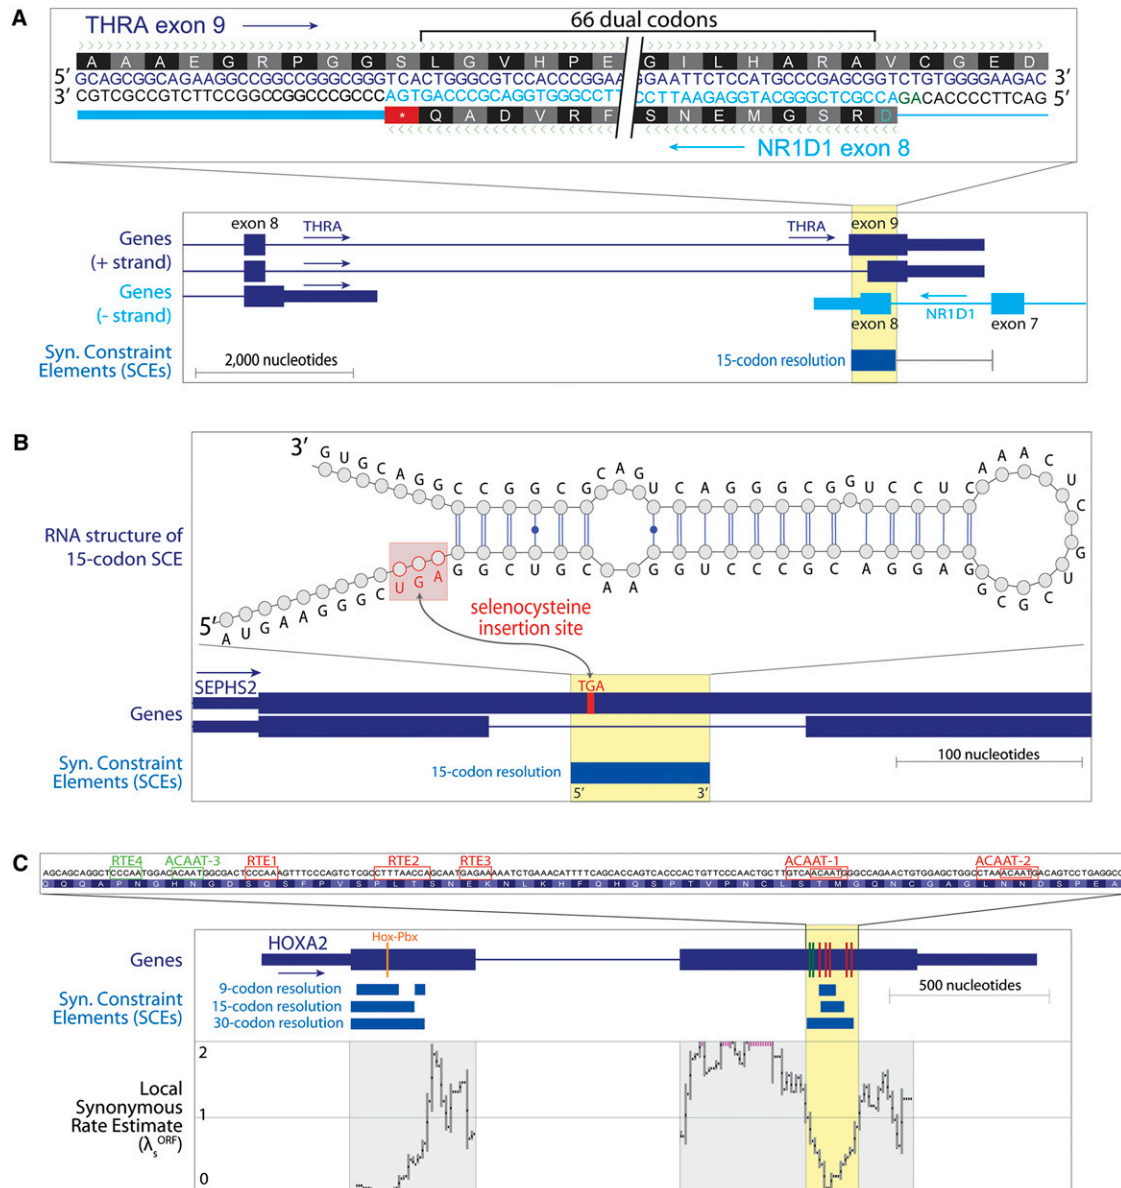 A
THRA exon 9
66 dual codons
A A A E G R P G G S L G V H P E G I L H A R A V C G E D
5′ GCAGCGGCAGAAGGCCGGCCGGGCGGGTCACTGGGCGTCCACCCGGAA GGAATTCTCCATGCCCGAGCGGTCTGTGGGGAAGAC 3′
3′ CGTCGCCGTCTTCCGGCCGGCCCGCCCAGTGACCCGCAGGTGGGCCTT CCTTAAGAGGTACGGGCTCGCCAGACACCCCTTCAG 5′
* Q A D V R F S N E M G S R D
NR1D1 exon 8
exon 8 THRA THRA exon 9
Genes
(+ strand)
Genes
(- strand)
exon 8 NR1D1 exon 7
Syn. Constraint
Elements (SCEs)
2,000 nucleotides 15-codon resolution
B
3′ G U G C A G G C C G G C G C A G U C A G G G C G G U C C U C A A A C U C G U C G C G
RNA structure of
15-codon SCE
5′ A U G A A G G G C U G A G G C U G C A A G G U C C C G C C A G G A G
selenocysteine
insertion site
SEPHS2 TGA
Genes
100 nucleotides
Syn. Constraint
Elements (SCEs)
15-codon resolution
5′ 3′
C
RTE4 ACAAT-3 RTE1 RTE2 RTE3 ACAAT-1 ACAAT-2
AGCAGCAGGCTCCCAATGGACACAATGGCGACTCCCAAAGTTTCCCAGTCTCGCCTTTAACCAGCAATGAGAAAAATCTGAAACATTTTCAGCACCAGTCACCCACTGTTCCCAACTGCTTGTCAACAATGGGCCAGAACTGTGGAGCTGGCCTAAACAATGACAGTCCTGAGGCC
Q Q Q A P N G H N G D S Q S F P V S P L T S N E K N L K H F Q H Q S P T V P N C L S T M G Q N C G A G L N N D S P E A
Hox-Pbx
HOXA2
Genes
9-codon resolution
Syn. Constraint
Elements (SCEs)
15-codon resolution
30-codon resolution
500 nucleotides
2
Local
Synonymous
Rate Estimate
(λsORF)
1
0